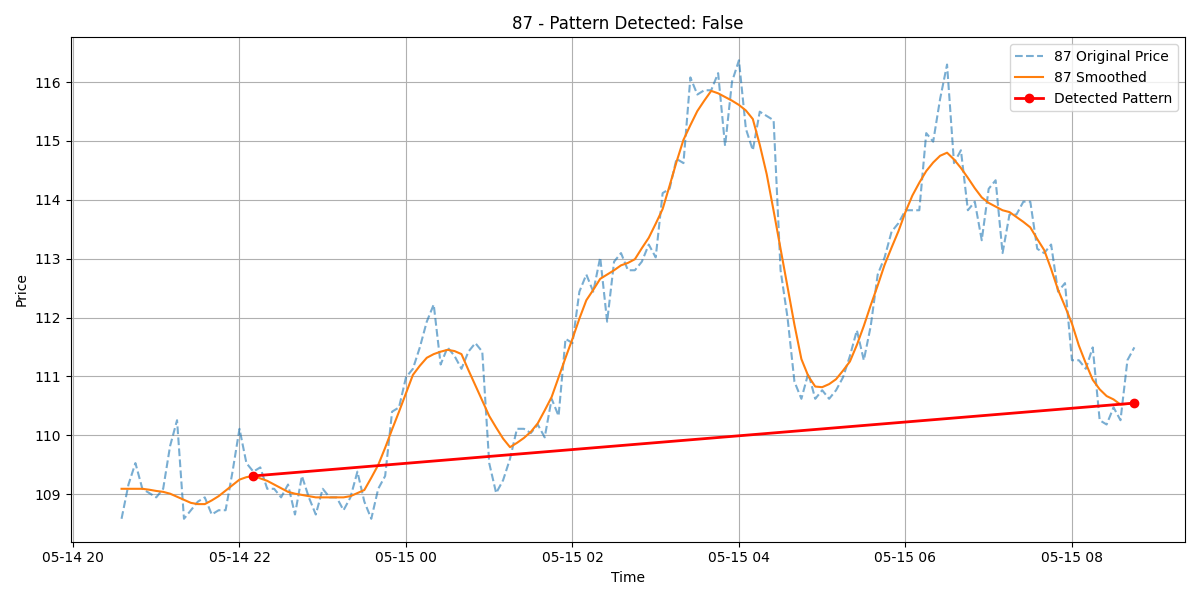 87 - Pattern Detected: False
87 Original Price
87 Smoothed
Detected Pattern
Price
116
115
114
113
112
111
110
109
05-14 20
05-14 22
05-15 00
05-15 02
05-15 04
05-15 06
05-15 08
Time